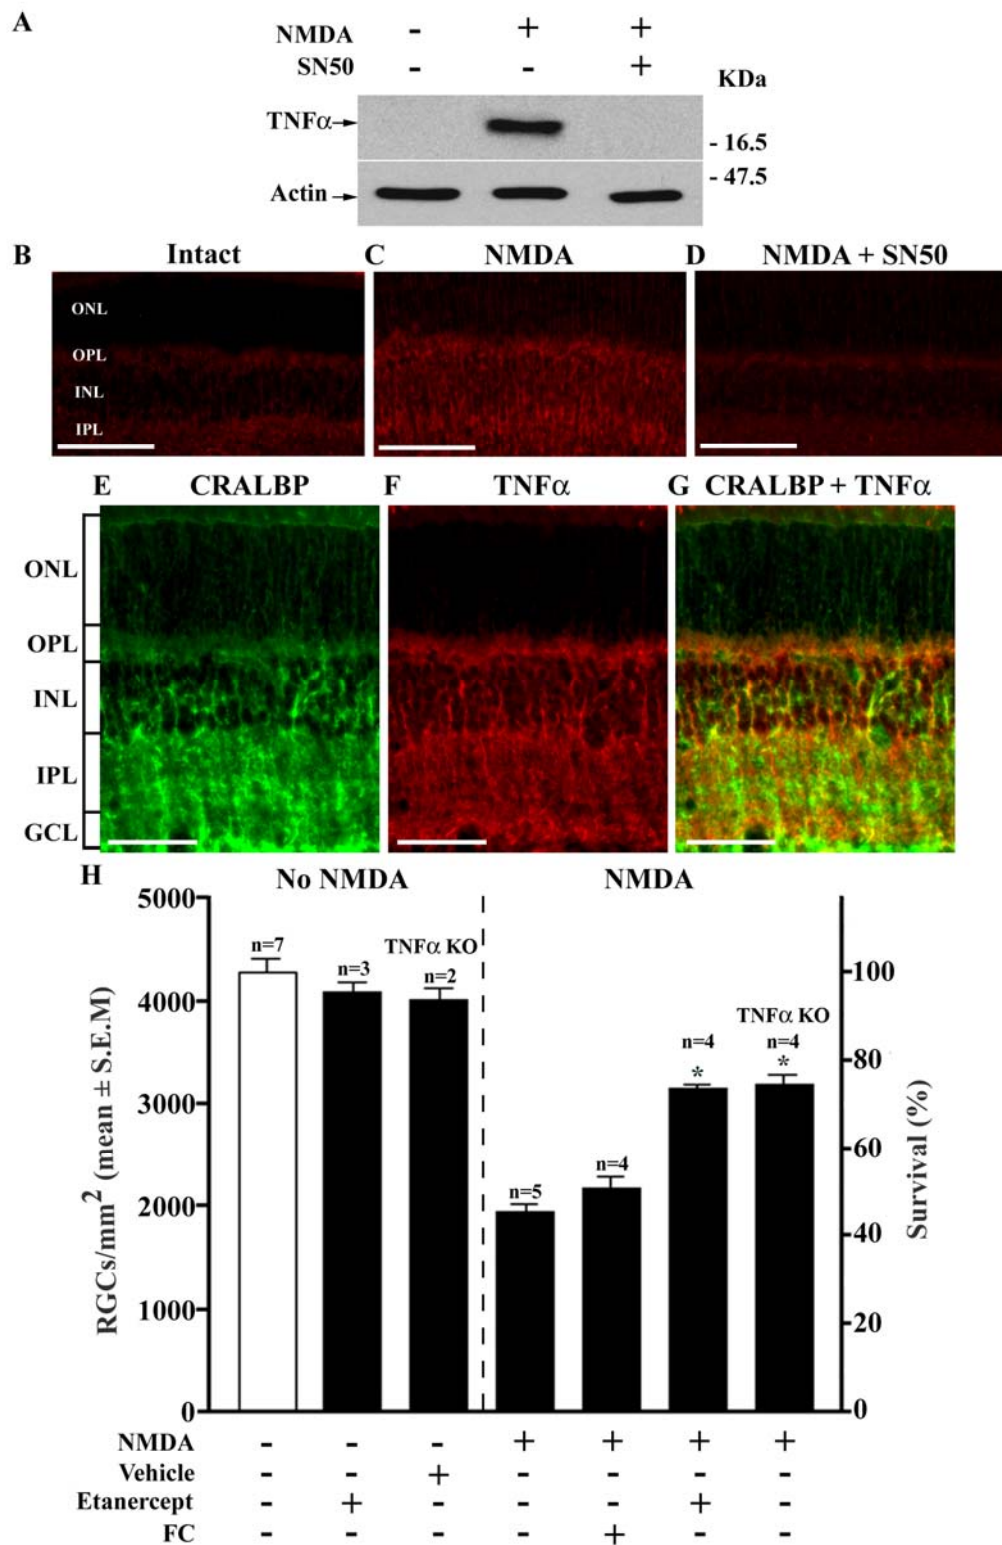 A
NMDA - + +
SN50 - - +
KDa
TNFα
- 16.5
- 47.5
Actin
B Intact C NMDA D NMDA + SN50
ONL
OPL
INL
IPL
E CRALBP F TNFα G CRALBP + TNFα
ONL
OPL
INL
IPL
GCL
H No NMDA NMDA
RGCs/mm² (mean ± S.E.M)
5000
4000
3000
2000
1000
0
n=7
n=3
TNFα KO
n=2
n=5
n=4
n=4
*
TNFα KO
n=4
*
100
80
60
40
20
0
Survival (%)
NMDA - - - + + + +
Vehicle - - + - - - -
Etanercept - + - - - + -
FC - - - - + - -